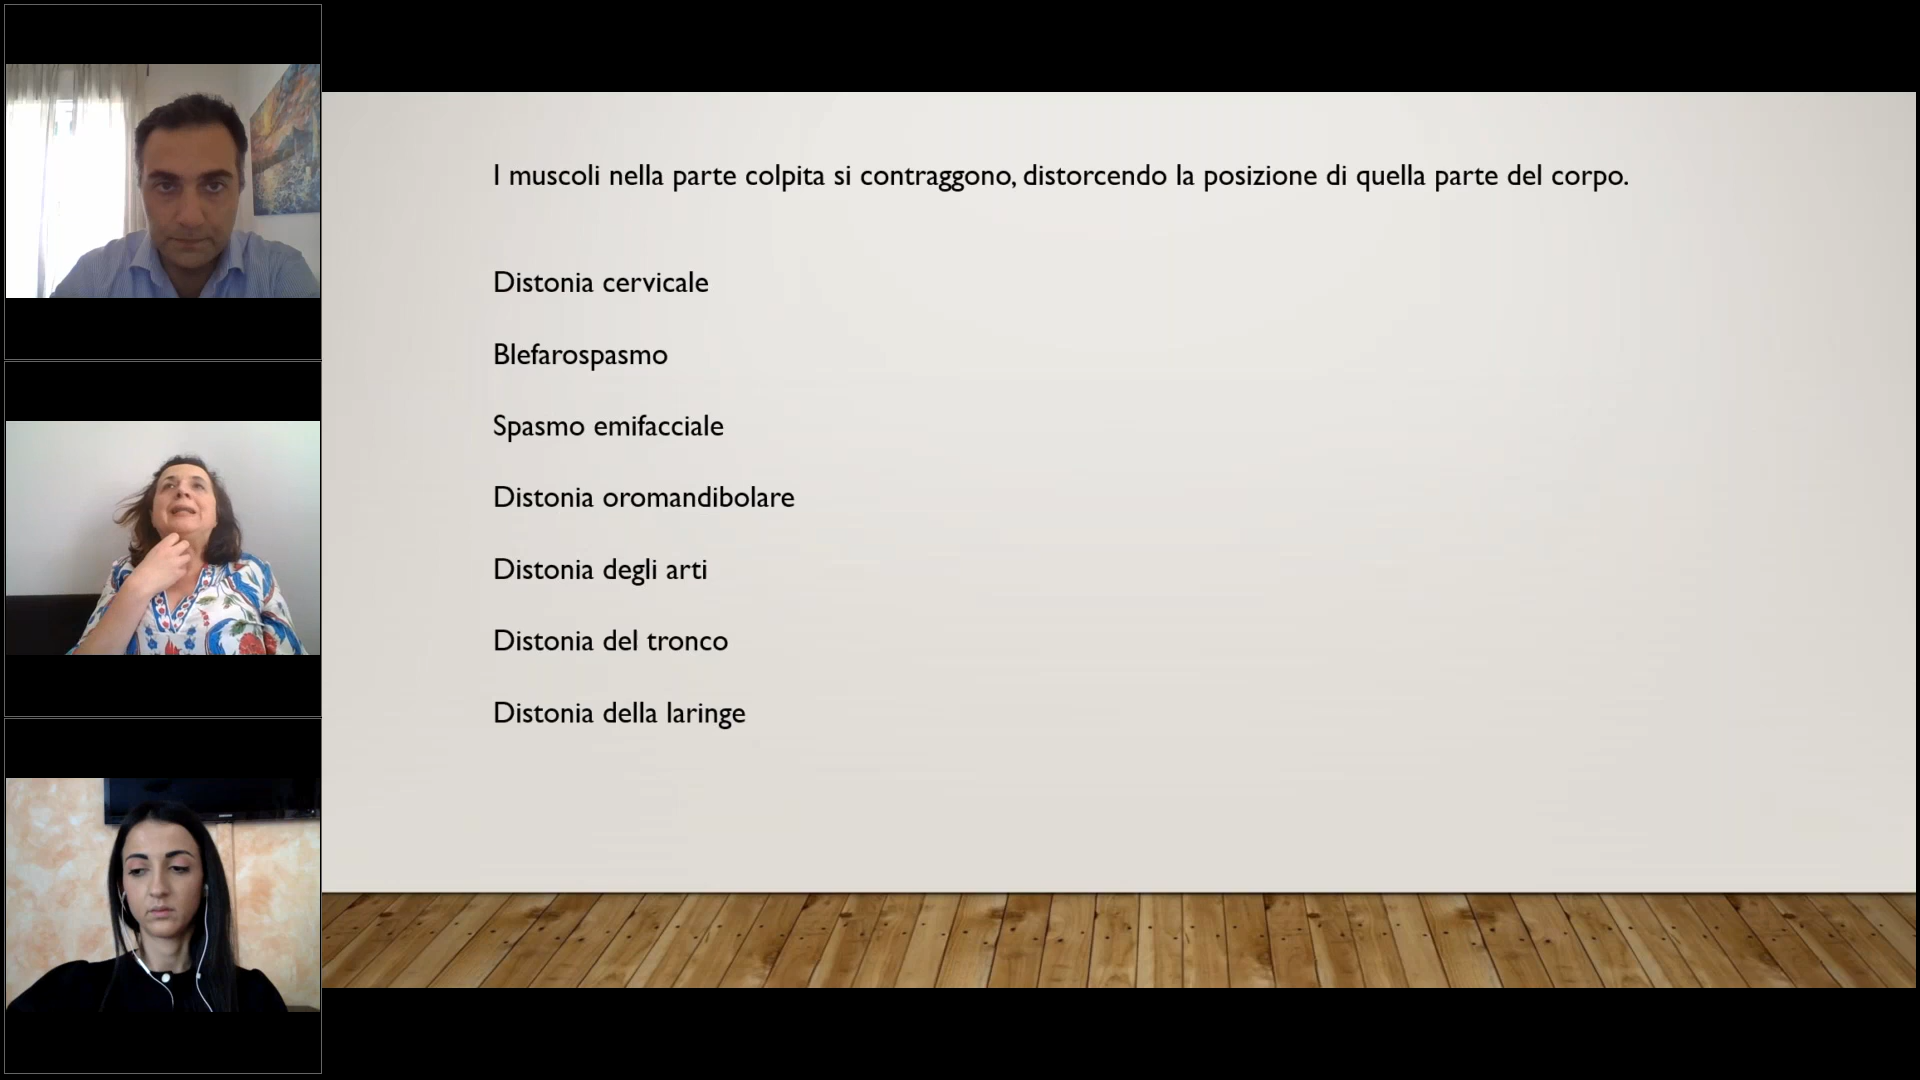 I muscoli nella parte colpita si contraggono, distorcendo la posizione di quella parte del corpo.
Distonia cervicale
Blefarospasmo
Spasmo emifacciale
Distonia oromandibolare
Distonia degli arti
Distonia del tronco
Distonia della laringe